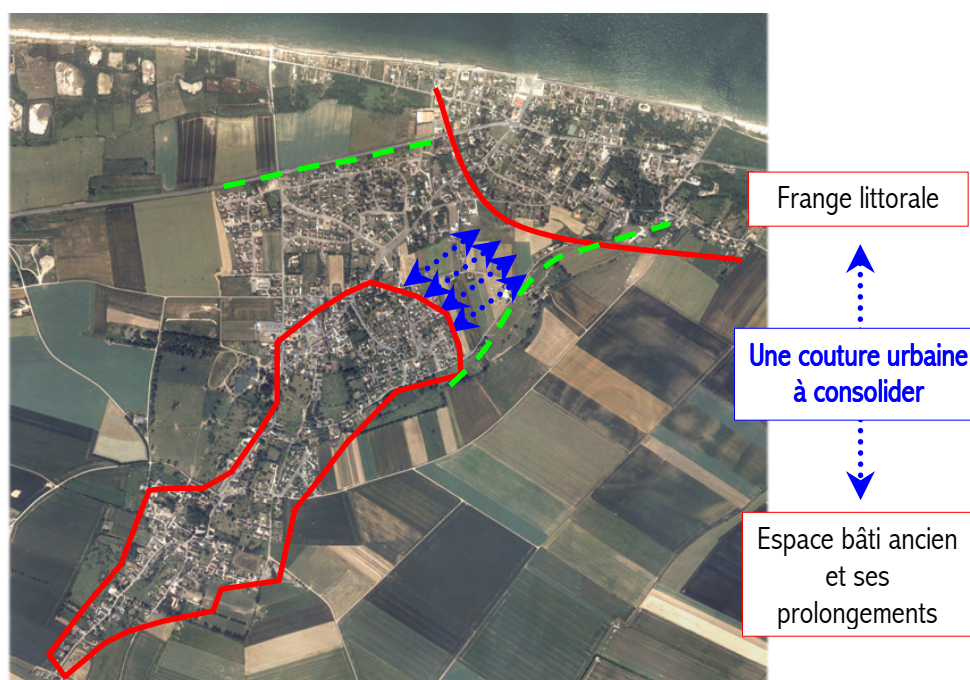 Frange littorale
Une couture urbaine
à consolider
Espace bâti ancien
et ses
prolongements